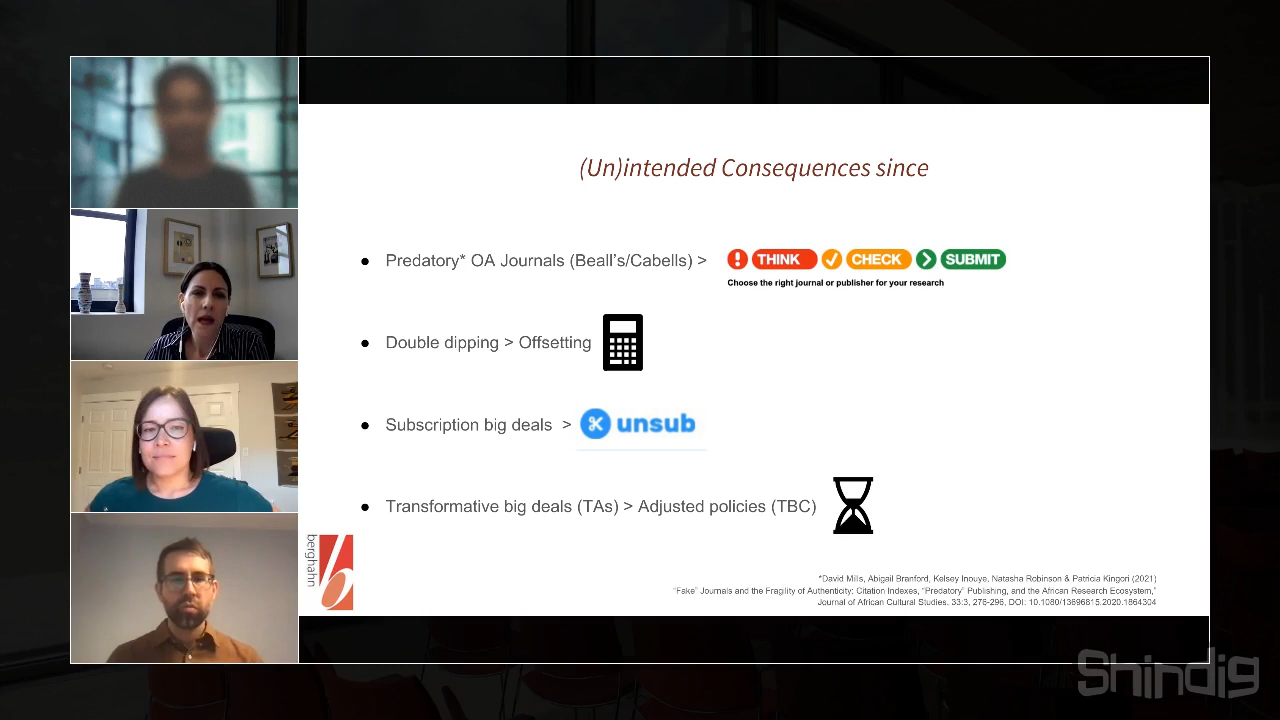 (Un)intended Consequences since
● Predatory* OA Journals (Beall's/Cabells) >
! THINK CHECK SUBMIT
Choose the right journal or publisher for your research
● Double dipping > Offsetting
● Subscription big deals > unsub
● Transformative big deals (TAs) > Adjusted policies (TBC)
berghahn
b
*David Mills, Abigail Branford, Kelsey Inouye, Natasha Robinson & Patricia Kingori (2021)
"Fake" Journals and the Fragility of Authenticity: Citation Indexes, "Predatory" Publishing, and the African Research Ecosystem,"
Journal of African Cultural Studies, 33:3, 276-296, DOI: 10.1080/13696815.2020.1864304
Shindig